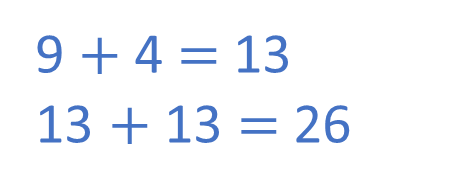 9 + 4 = 13
13 + 13 = 26